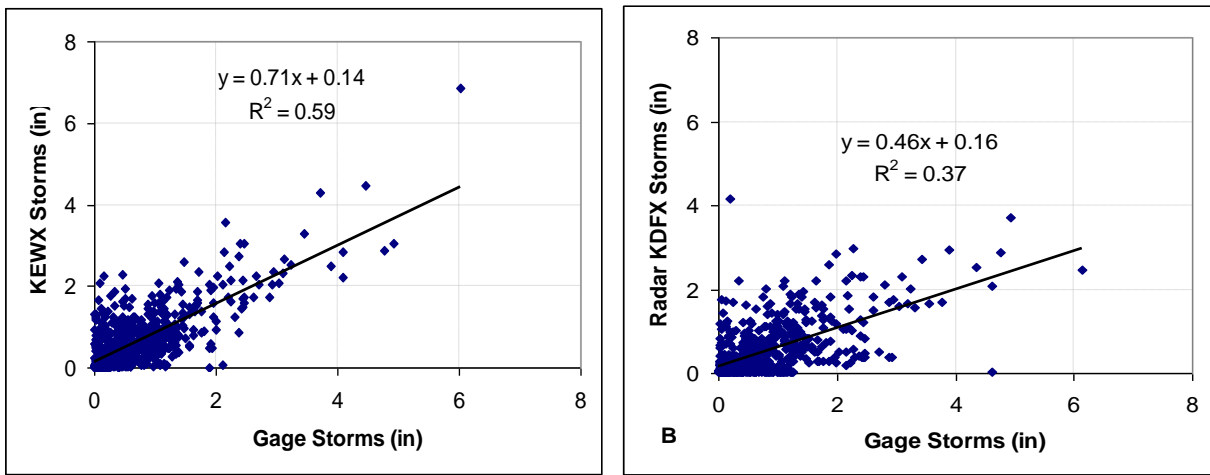 8
6
4
2
0
KEWX Storms (in)
y = 0.71x + 0.14
R² = 0.59
0 2 4 6 8
Gage Storms (in)
8
6
4
2
0
Radar KDFX Storms (in)
y = 0.46x + 0.16
R² = 0.37
0 2 4 6 8
B
Gage Storms (in)